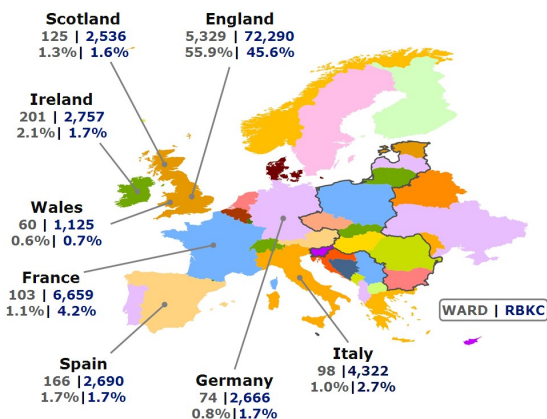 Scotland
125 | 2,536
1.3%| 1.6%
England
5,329 | 72,290
55.9%| 45.6%
Ireland
201 | 2,757
2.1%| 1.7%
Wales
60 | 1,125
0.6%| 0.7%
France
103 | 6,659
1.1%| 4.2%
WARD | RBKC
Spain
166 |2,690
1.7%|1.7%
Germany
74 |2,666
0.8%|1.7%
Italy
98 |4,322
1.0%|2.7%